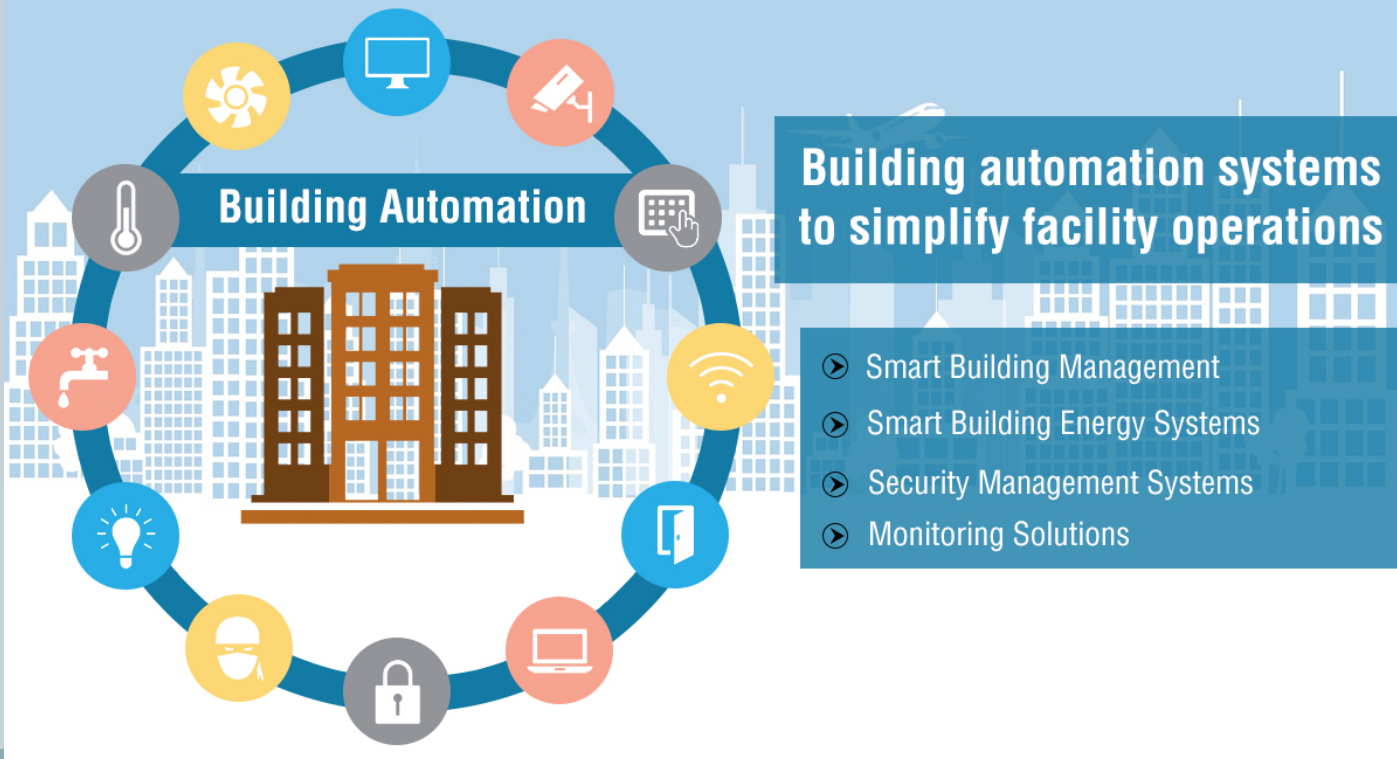 Building Automation
Building automation systems
to simplify facility operations
Smart Building Management
Smart Building Energy Systems
Security Management Systems
Monitoring Solutions